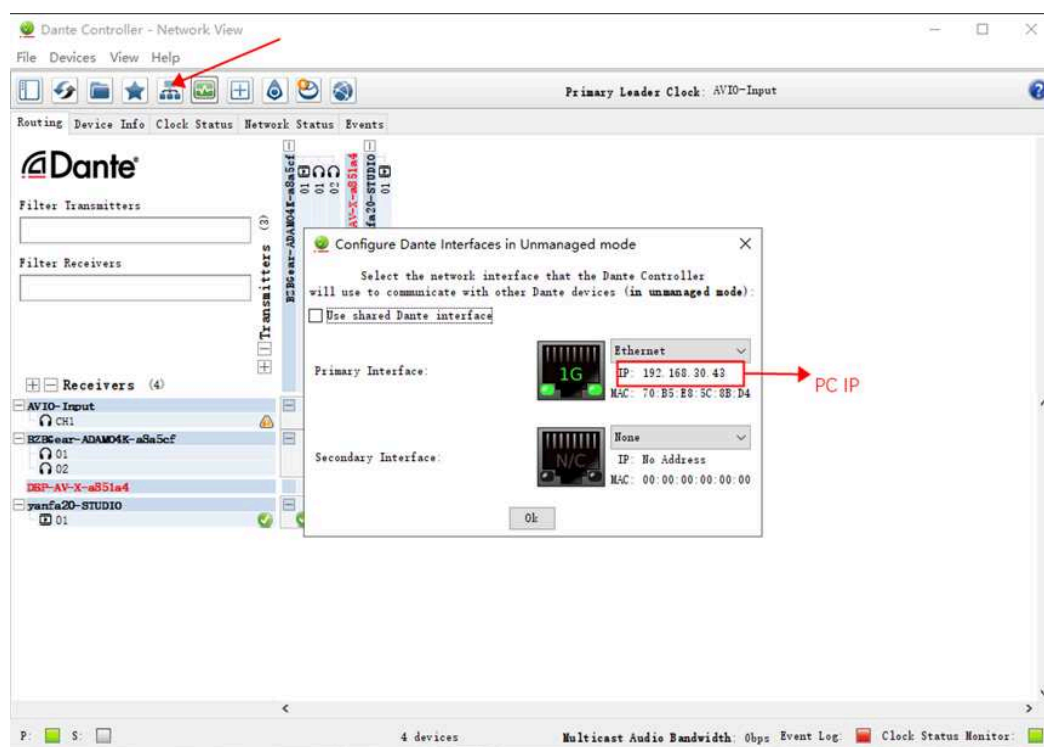 Dante Controller - Network View
File Devices View Help
Primary Leader Clock: AVIO-Input
?
Routing Device Info Clock Status Network Status Events
Dante
Filter Transmitters
Filter Receivers
Transmitters (3)
BZBGear-ADAMO4K-a8a5cf
01
01
02
AV-X-a851a4
fa20-STUDIO
01
Configure Dante Interfaces in Unmanaged mode
Select the network interface that the Dante Controller
will use to communicate with other Dante devices (in unmanaged mode):
Use shared Dante interface
Primary Interface:
1G
Ethernet
IP: 192.168.30.43
MAC: 70:B5:E8:5C:8B:D4
PC IP
Secondary Interface:
N/C
None
IP: No Address
MAC: 00:00:00:00:00:00
Ok
Receivers (4)
AVIO-Input
CH1
BZBGear-ADAMO4K-a8a5cf
01
02
DSP-AV-X-a851a4
yanfa20-STUDIO
01
P: S: 4 devices Multicast Audio Bandwidth: 0bps Event Log: Clock Status Monitor: